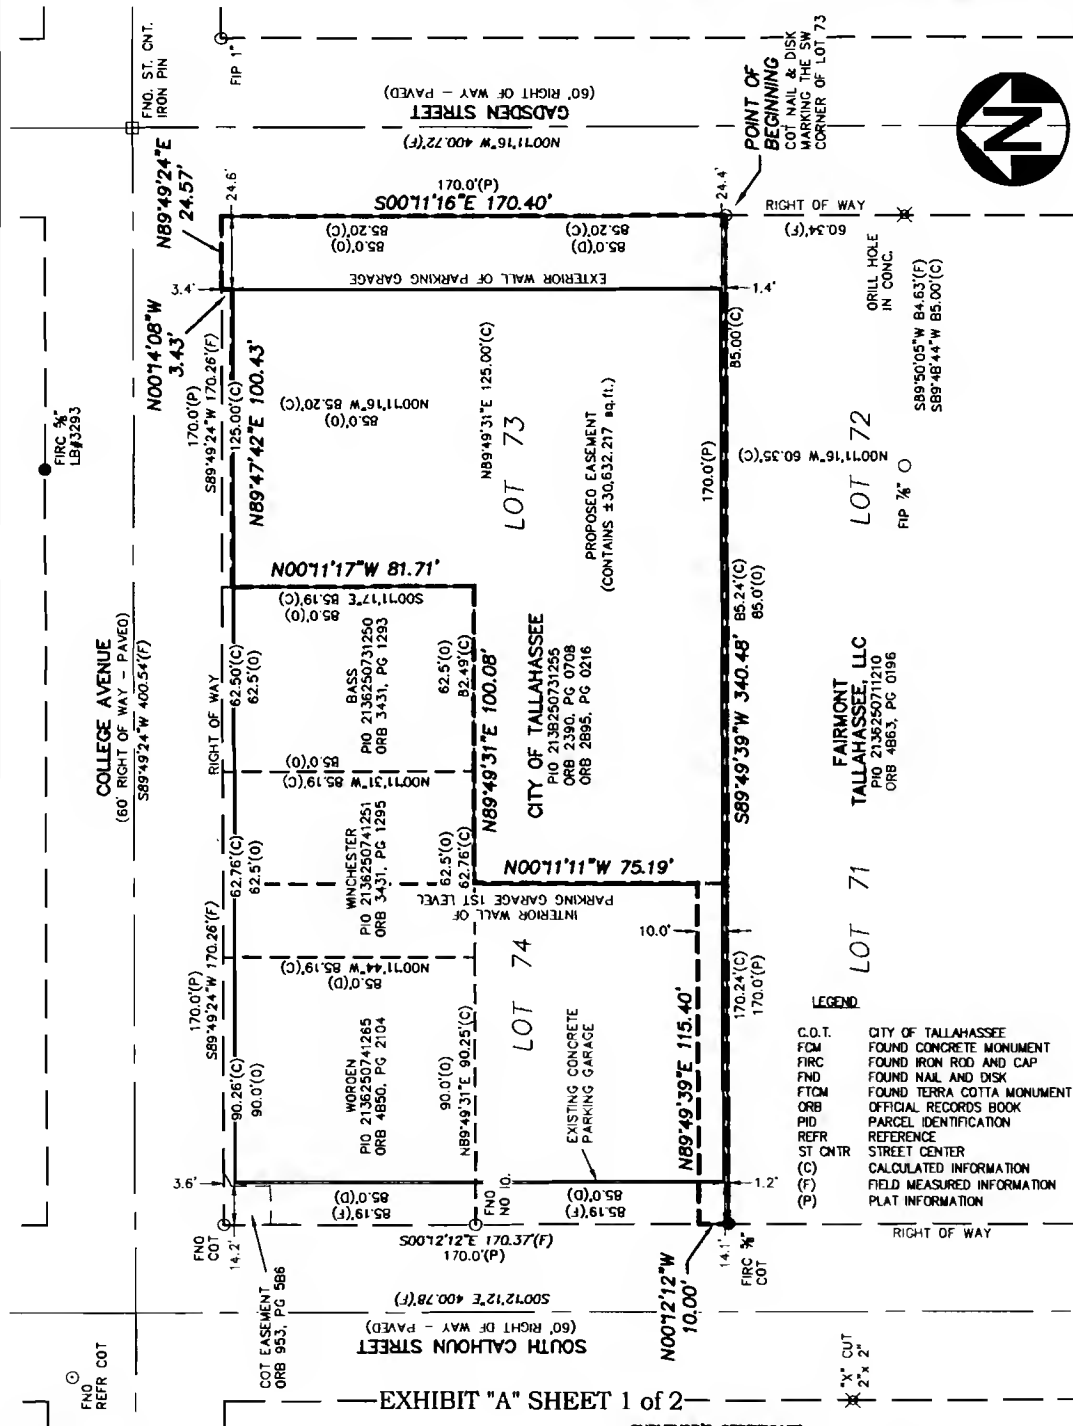 FND. ST. CNT.
IRON PIN
FIP 1"
GADSDEN STREET
(60' RIGHT OF WAY - PAVED)
N00°11'16"W 400.72'(F)
POINT OF
BEGINNING
COT NAIL & DISK
MARKING THE SW
CORNER OF LOT 73
N
N89°49'24"E
24.57'
24.6'
170.0'(P)
S00°11'16"E 170.40'
85.20'(C)
85.0'(O)
85.20'(C)
85.0'(D)
24.4'
RIGHT OF WAY
60.34'(F)
EXTERIOR WALL OF PARKING GARAGE
3.4'
1.4'
DRILL HOLE
IN CONC.
S89°50'05"W 84.63'(F)
S89°48'44"W 85.00'(C)
N00°14'08"W
3.43'
FIRC ⅝"
LB#3293
170.0'(P)
S89°49'24"W 170.26'(F)
125.00'(C)
N89°47'42"E 100.43'
N00°11'16"W 85.20'(C)
85.0'(O)
N89°49'31"E 125.00'(C)
LOT 73
PROPOSED EASEMENT
(CONTAINS ±30,632.217 sq.ft.)
85.00'(C)
170.0'(P)
N00°11'16"W 60.35'(C)
LOT 72
FIP ⅞"
COLLEGE AVENUE
(60' RIGHT OF WAY - PAVEO)
S89°49'24"W 400.54'(F)
RIGHT OF WAY
N00°11'17"W 81.71'
S00°11'17"E 85.19'(C)
85.0'(O)
62.50'(C)
62.5'(O)
BASS
PIO 2136250731250
ORB 3431, PG 1293
62.5'(O)
82.49'(C)
N89°49'31"E 100.08'
85.0'(O)
N00°11'31"W 85.19'(C)
CITY OF TALLAHASSEE
PIO 213B250731255
ORB 2390, PG 0708
ORB 2B95, PG 0216
85.24'(C)
85.0'(O)
S89°49'39"W 340.48'
FAIRMONT
TALLAHASSEE, LLC
PIO 2136250711210
ORB 4B63, PG 0196
62.76'(C)
62.5'(O)
WINCHESTER
PIO 2136250741251
ORB 3431, PG 1295
62.5'(O)
62.76'(C)
N00°11'11"W 75.19'
INTERIOR WALL OF
PARKING GARAGE 1ST LEVEL
10.0'
N00°11'44"W 85.19'(C)
85.0'(D)
LOT 74
LOT 71
170.0'(P)
S89°49'24"W 170.26'(F)
90.26'(C)
90.0'(O)
WORDEN
PIO 2136250741265
ORB 4B50, PG 2104
90.0'(O)
N89°49'31"E 90.25'(C)
EXISTING CONCRETE
PARKING GARAGE
N89°49'39"E 115.40'
170.24'(C)
170.0'(P)
LEGEND
C.O.T. CITY OF TALLAHASSEE
FCM FOUND CONCRETE MONUMENT
FIRC FOUND IRON ROD AND CAP
FND FOUND NAIL AND DISK
FTCM FOUND TERRA COTTA MONUMENT
ORB OFFICIAL RECORDS BOOK
PID PARCEL IDENTIFICATION
REFR REFERENCE
ST CNTR STREET CENTER
(C) CALCULATED INFORMATION
(F) FIELD MEASURED INFORMATION
(P) PLAT INFORMATION
3.6'
85.0'(D)
85.19'(F)
FNO
NO ID.
85.0'(D)
85.19'(F)
1.2'
RIGHT OF WAY
FNO
COT
14.2'
S00°12'12"E 170.37'(F)
170.0'(P)
14.1'
FIRC ⅝"
COT
N00°12'12"W
10.00'
COT EASEMENT
ORB 953, PG 5B6
S00°12'12"E 400.78'(F)
(60' RIGHT OF WAY - PAVED)
SOUTH CALHOUN STREET
FNO
REFR COT
"X" CUT
2"x 2"
EXHIBIT "A" SHEET 1 of 2